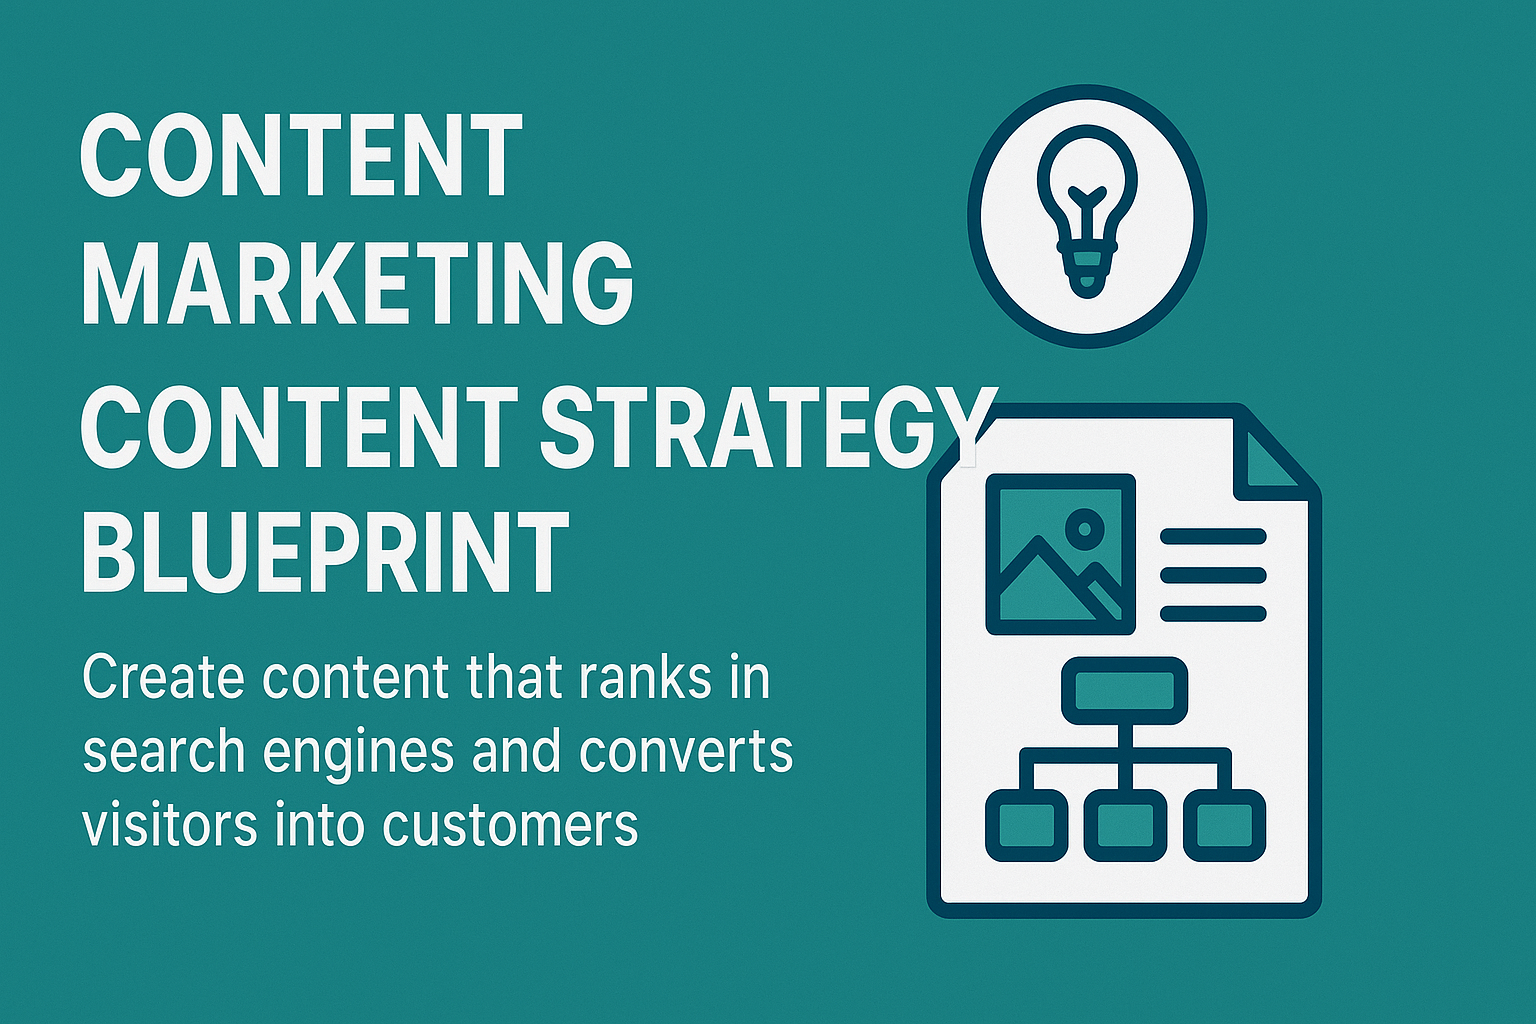 CONTENT
MARKETING
CONTENT STRATEGY
BLUEPRINT
Create content that ranks in
search engines and converts
visitors into customers